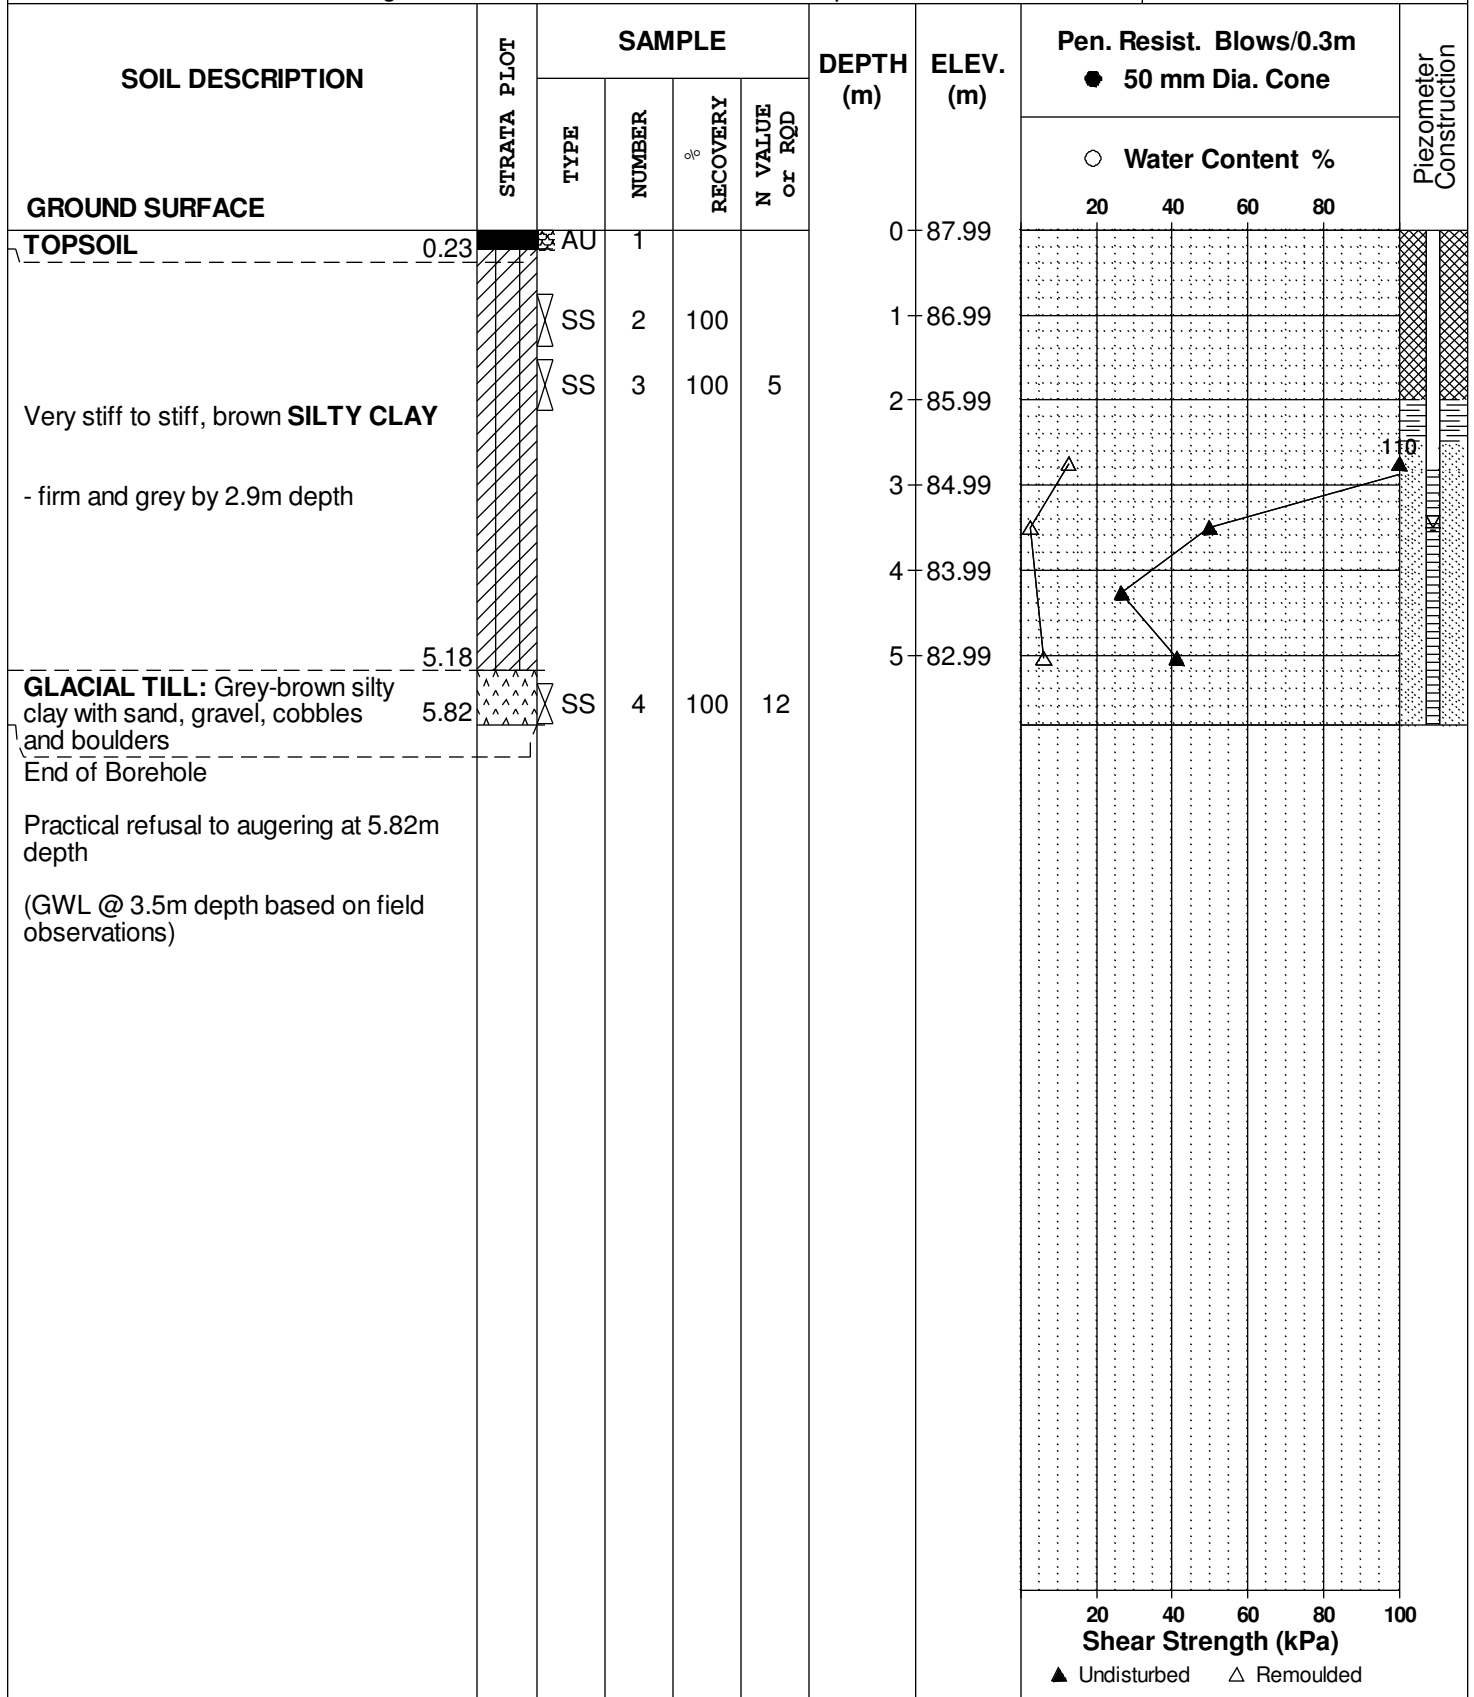 SOIL DESCRIPTION
GROUND SURFACE
STRATA PLOT
SAMPLE
TYPE
NUMBER
%
RECOVERY
N VALUE
or RQD
DEPTH
(m)
ELEV.
(m)
Pen. Resist. Blows/0.3m
● 50 mm Dia. Cone
○ Water Content %
20 40 60 80
Piezometer
Construction
TOPSOIL 0.23
AU 1
0 87.99
SS 2 100
1 86.99
SS 3 100 5
2 85.99
Very stiff to stiff, brown SILTY CLAY
110
- firm and grey by 2.9m depth
3 84.99
4 83.99
5.18
5 82.99
GLACIAL TILL: Grey-brown silty
clay with sand, gravel, cobbles
and boulders
5.82
SS 4 100 12
End of Borehole
Practical refusal to augering at 5.82m
depth
(GWL @ 3.5m depth based on field
observations)
20 40 60 80 100
Shear Strength (kPa)
▲ Undisturbed △ Remoulded